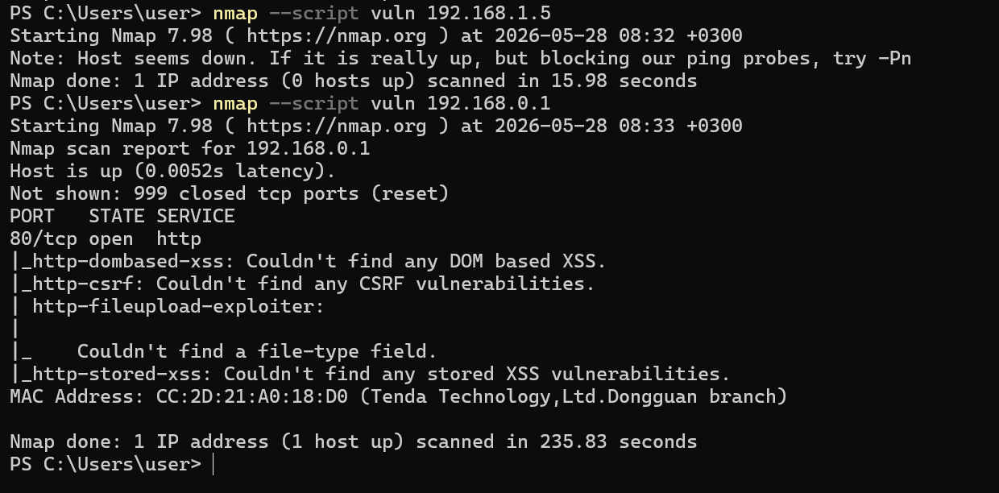 PS C:\Users\user> nmap --script vuln 192.168.1.5
Starting Nmap 7.98 ( https://nmap.org ) at 2026-05-28 08:32 +0300
Note: Host seems down. If it is really up, but blocking our ping probes, try -Pn
Nmap done: 1 IP address (0 hosts up) scanned in 15.98 seconds
PS C:\Users\user> nmap --script vuln 192.168.0.1
Starting Nmap 7.98 ( https://nmap.org ) at 2026-05-28 08:33 +0300
Nmap scan report for 192.168.0.1
Host is up (0.0052s latency).
Not shown: 999 closed tcp ports (reset)
PORT   STATE SERVICE
80/tcp open  http
|_http-dombased-xss: Couldn't find any DOM based XSS.
|_http-csrf: Couldn't find any CSRF vulnerabilities.
| http-fileupload-exploiter:
|
|_    Couldn't find a file-type field.
|_http-stored-xss: Couldn't find any stored XSS vulnerabilities.
MAC Address: CC:2D:21:A0:18:D0 (Tenda Technology,Ltd.Dongguan branch)

Nmap done: 1 IP address (1 host up) scanned in 235.83 seconds
PS C:\Users\user>